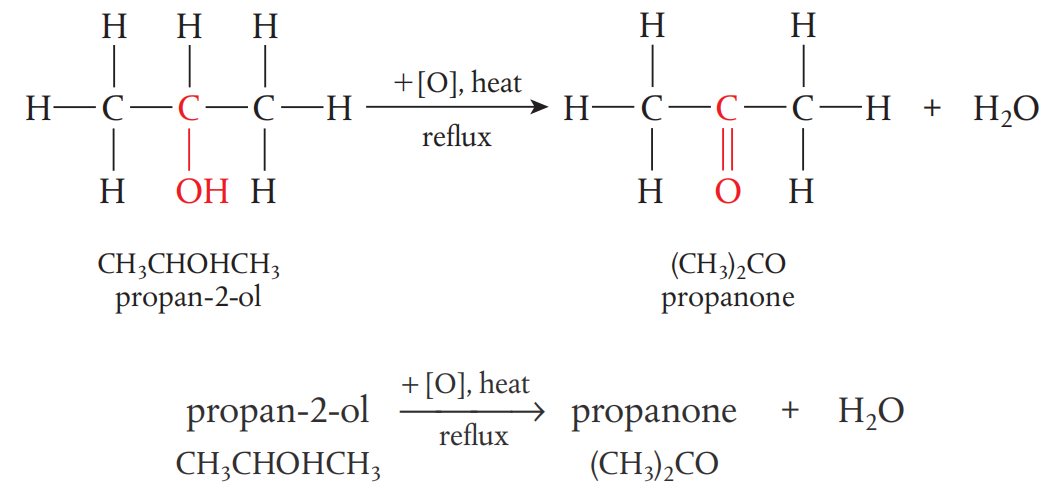 H H H H H
+[O], heat
H—C—C—C—H H—C—C—C—H + H₂O
reflux
H OH H H O H
CH₃CHOHCH₃ (CH₃)₂CO
propan-2-ol propanone
+[O], heat
propan-2-ol propanone + H₂O
reflux
CH₃CHOHCH₃ (CH₃)₂CO